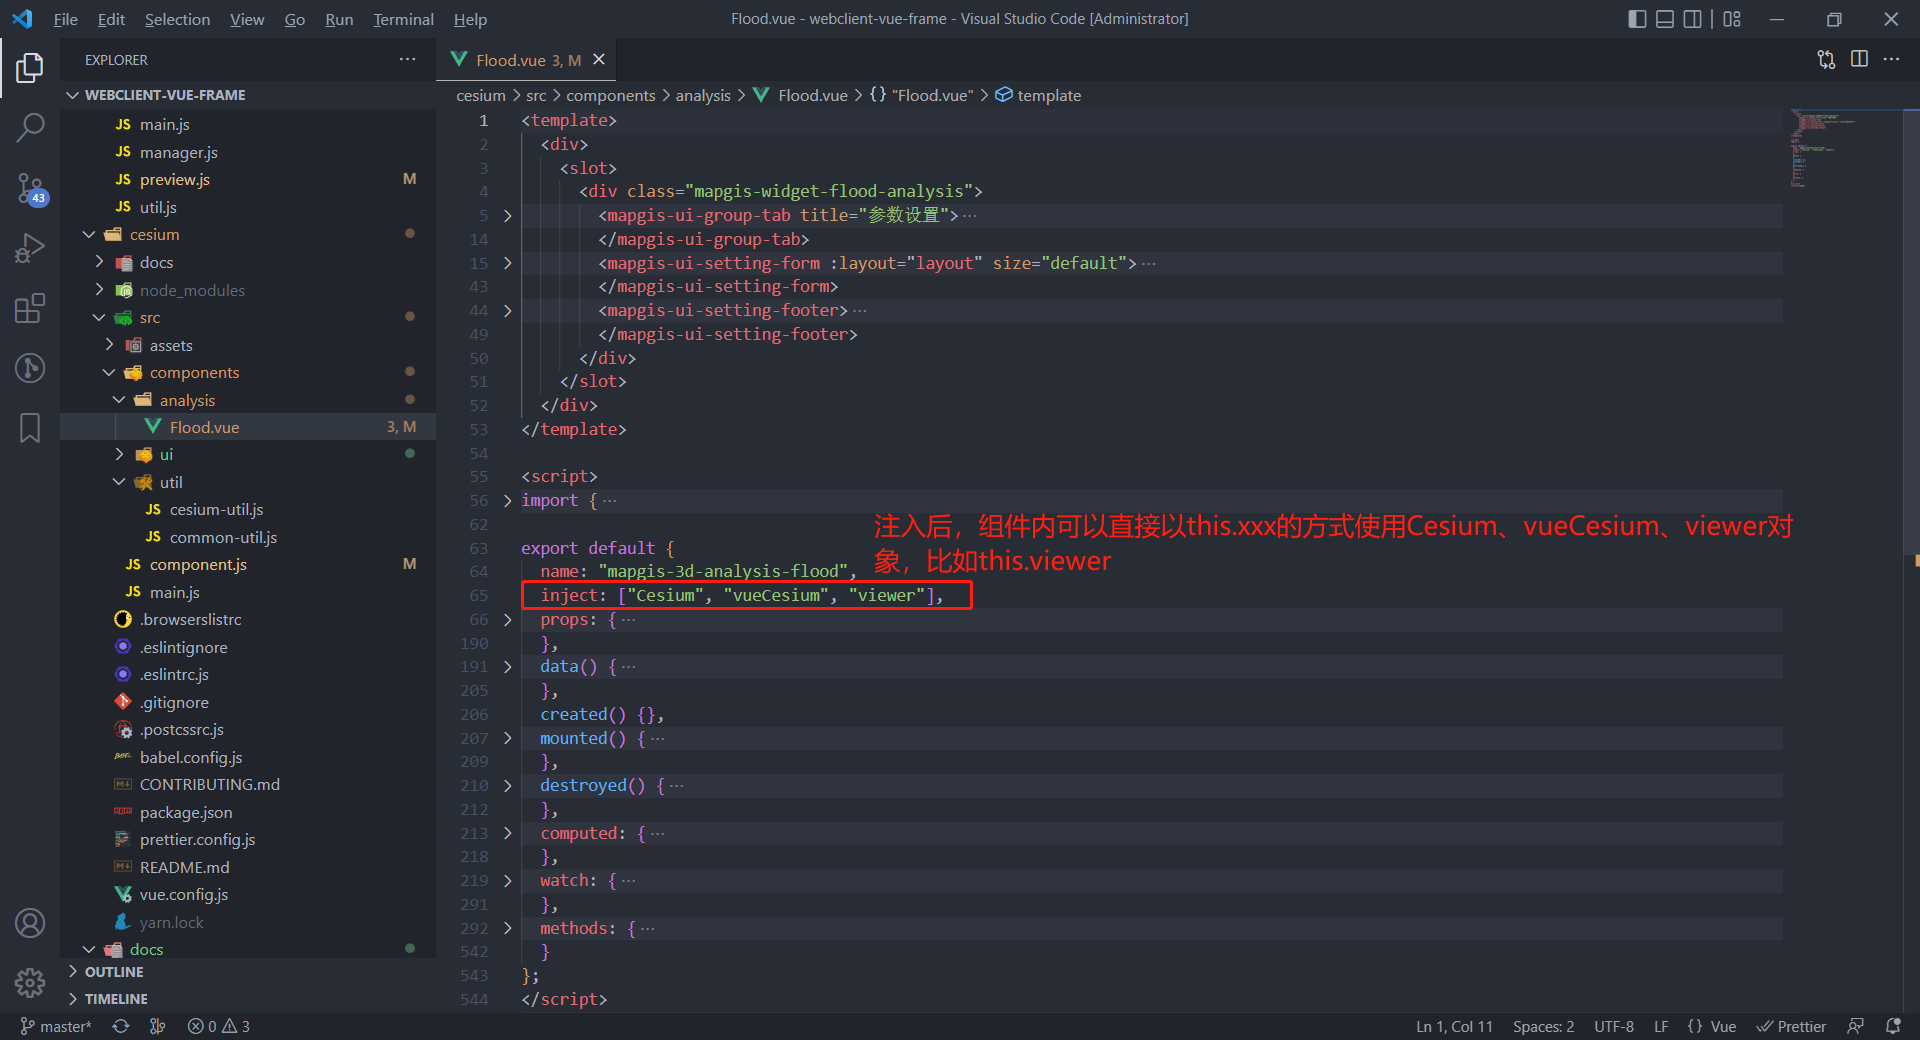 File Edit Selection View Go Run Terminal Help
Flood.vue - webclient-vue-frame - Visual Studio Code [Administrator]
EXPLORER
WEBCLIENT-VUE-FRAME
JS main.js
JS manager.js
JS preview.js M
JS util.js
cesium
docs
node_modules
src
assets
components
analysis
Flood.vue 3, M
ui
util
JS cesium-util.js
JS common-util.js
JS component.js M
JS main.js
.browserslistrc
.eslintignore
.eslintrc.js
.gitignore
.postcssrc.js
babel.config.js
CONTRIBUTING.md
package.json
prettier.config.js
README.md
vue.config.js
yarn.lock
docs
OUTLINE
TIMELINE
43
Flood.vue 3, M
cesium > src > components > analysis > Flood.vue > {} "Flood.vue" > template
1 <template>
2 <div>
3 <slot>
4 <div class="mapgis-widget-flood-analysis">
5 <mapgis-ui-group-tab title="参数设置">···
14 </mapgis-ui-group-tab>
15 <mapgis-ui-setting-form :layout="layout" size="default">···
43 </mapgis-ui-setting-form>
44 <mapgis-ui-setting-footer>···
49 </mapgis-ui-setting-footer>
50 </div>
51 </slot>
52 </div>
53 </template>
54
55 <script>
56 import {···
62
注入后，组件内可以直接以this.xxx的方式使用Cesium、vueCesium、viewer对
象，比如this.viewer
63 export default {
64 name: "mapgis-3d-analysis-flood",
65 inject: ["Cesium", "vueCesium", "viewer"],
66 props: {···
190 },
191 data() {···
205 },
206 created() {},
207 mounted() {···
209 },
210 destroyed() {···
212 },
213 computed: {···
218 },
219 watch: {···
291 },
292 methods: {···
542 }
543 };
544 </script>
master* 0 3
Ln 1, Col 11 Spaces: 2 UTF-8 LF {} Vue Prettier